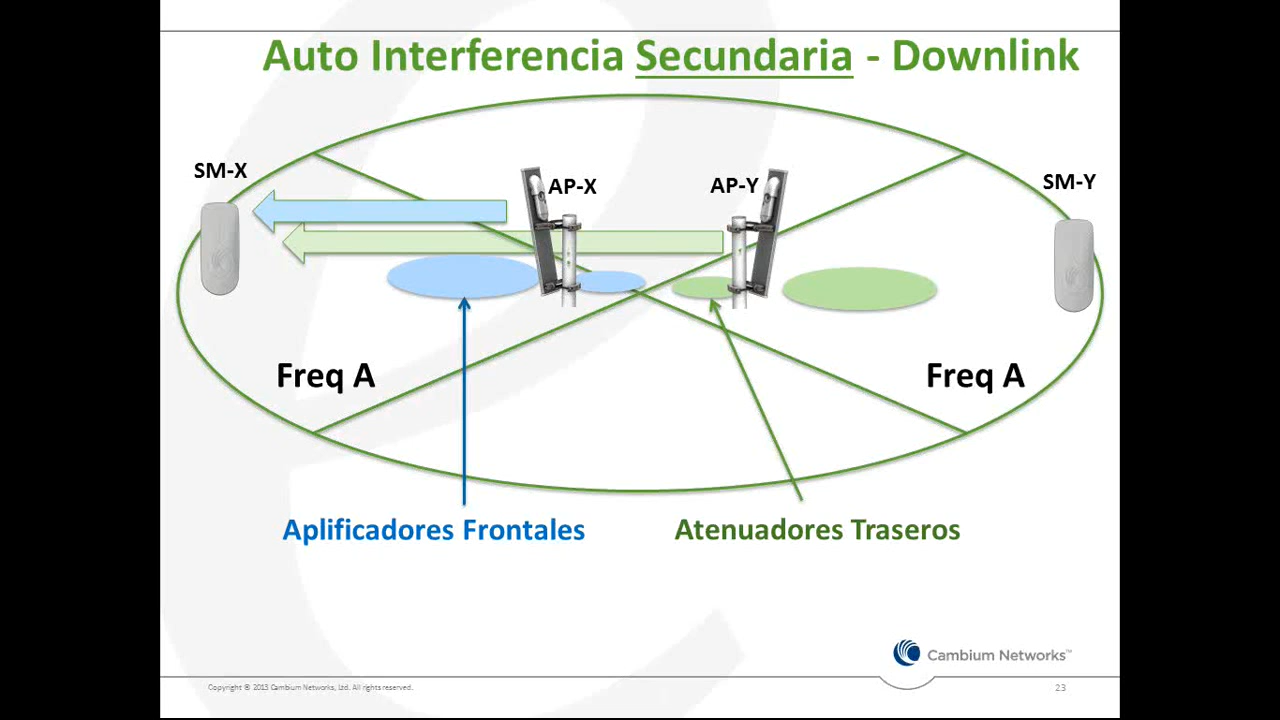 Auto Interferencia Secundaria - Downlink
SM-X
AP-X
AP-Y
SM-Y
Freq A
Freq A
Aplificadores Frontales
Atenuadores Traseros
Cambium Networks™
Copyright ® 2013 Cambium Networks, Ltd. All rights reserved.
23